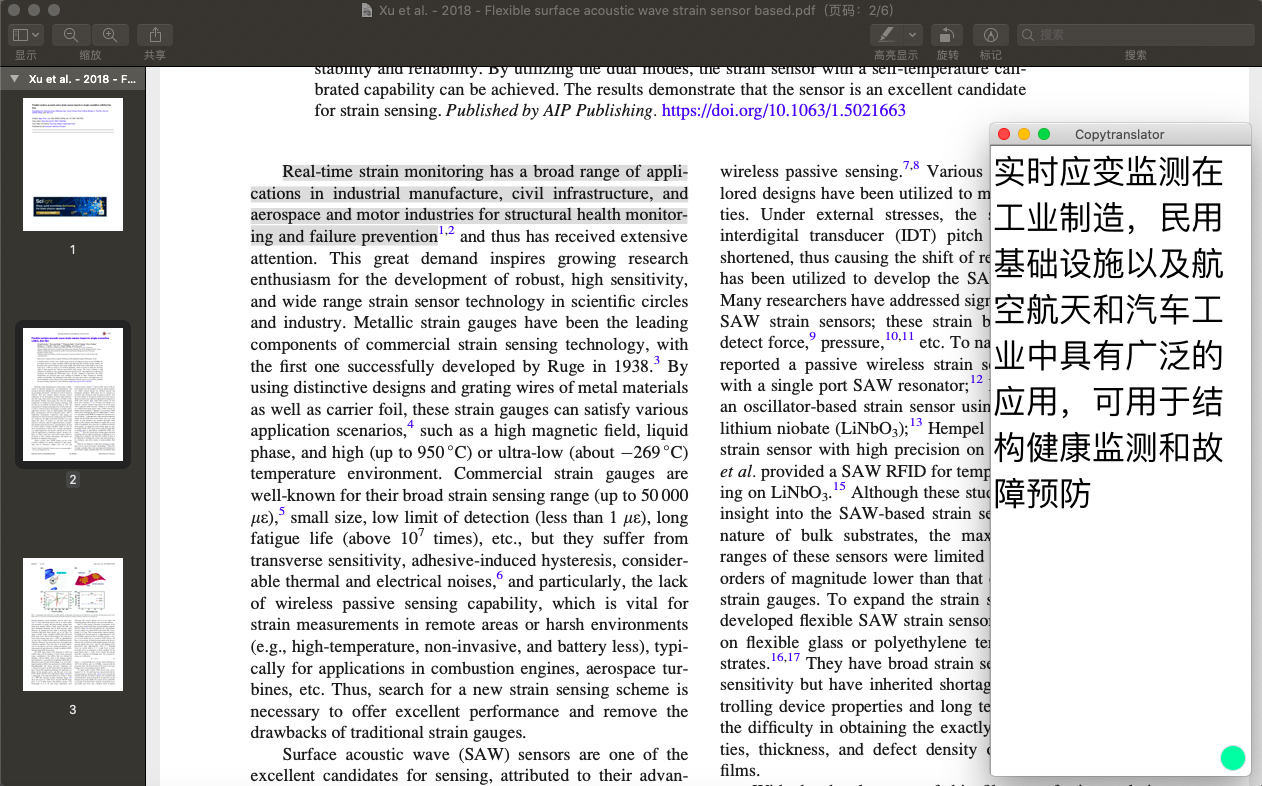 Xu et al. - 2018 - Flexible surface acoustic wave strain sensor based.pdf（页码：2/6）
显示
缩放
共享
高亮显示
旋转
标记
搜索
搜索
Xu et al. - 2018 - F...
1
2
3
stability and reliability. By utilizing the dual modes, the strain sensor with a self-temperature cali-
brated capability can be achieved. The results demonstrate that the sensor is an excellent candidate
for strain sensing. Published by AIP Publishing. https://doi.org/10.1063/1.5021663
Real-time strain monitoring has a broad range of appli-
cations in industrial manufacture, civil infrastructure, and
aerospace and motor industries for structural health monitor-
ing and failure prevention1,2 and thus has received extensive
attention. This great demand inspires growing research
enthusiasm for the development of robust, high sensitivity,
and wide range strain sensor technology in scientific circles
and industry. Metallic strain gauges have been the leading
components of commercial strain sensing technology, with
the first one successfully developed by Ruge in 1938.3 By
using distinctive designs and grating wires of metal materials
as well as carrier foil, these strain gauges can satisfy various
application scenarios,4 such as a high magnetic field, liquid
phase, and high (up to 950 °C) or ultra-low (about −269 °C)
temperature environment. Commercial strain gauges are
well-known for their broad strain sensing range (up to 50 000
με),5 small size, low limit of detection (less than 1 με), long
fatigue life (above 107 times), etc., but they suffer from
transverse sensitivity, adhesive-induced hysteresis, consider-
able thermal and electrical noises,6 and particularly, the lack
of wireless passive sensing capability, which is vital for
strain measurements in remote areas or harsh environments
(e.g., high-temperature, non-invasive, and battery less), typi-
cally for applications in combustion engines, aerospace tur-
bines, etc. Thus, search for a new strain sensing scheme is
necessary to offer excellent performance and remove the
drawbacks of traditional strain gauges.
Surface acoustic wave (SAW) sensors are one of the
excellent candidates for sensing, attributed to their advan-
wireless passive sensing.7,8 Various
lored designs have been utilized to m
ties. Under external stresses, the
interdigital transducer (IDT) pitch
shortened, thus causing the shift of re
has been utilized to develop the SA
Many researchers have addressed sign
SAW strain sensors; these strain b
detect force,9 pressure,10,11 etc. To na
reported a passive wireless strain s
with a single port SAW resonator;12
an oscillator-based strain sensor usin
lithium niobate (LiNbO3);13 Hempel
strain sensor with high precision on
et al. provided a SAW RFID for temp
ing on LiNbO3.15 Although these stud
insight into the SAW-based strain se
nature of bulk substrates, the max
ranges of these sensors were limited
orders of magnitude lower than that
strain gauges. To expand the strain s
developed flexible SAW strain senso
on flexible glass or polyethylene te
strates.16,17 They have broad strain se
sensitivity but have inherited shortag
trolling device properties and long te
the difficulty in obtaining the exactly
ties, thickness, and defect density
films.
Copytranslator
实时应变监测在
工业制造，民用
基础设施以及航
空航天和汽车工
业中具有广泛的
应用，可用于结
构健康监测和故
障预防